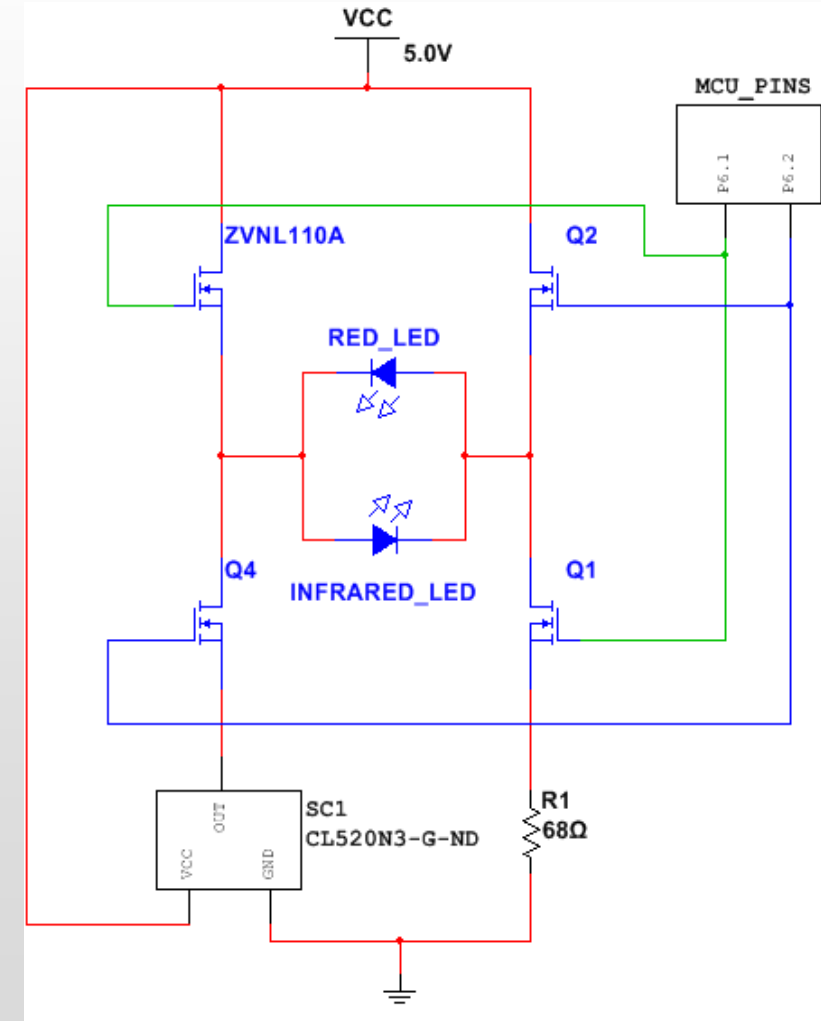 VCC
5.0V
MCU_PINS
P6.1
P6.2
ZVNL110A
Q2
RED_LED
Q4
Q1
INFRARED_LED
OUT
SC1
CL520N3-G-ND
VCC
GND
R1
68Ω